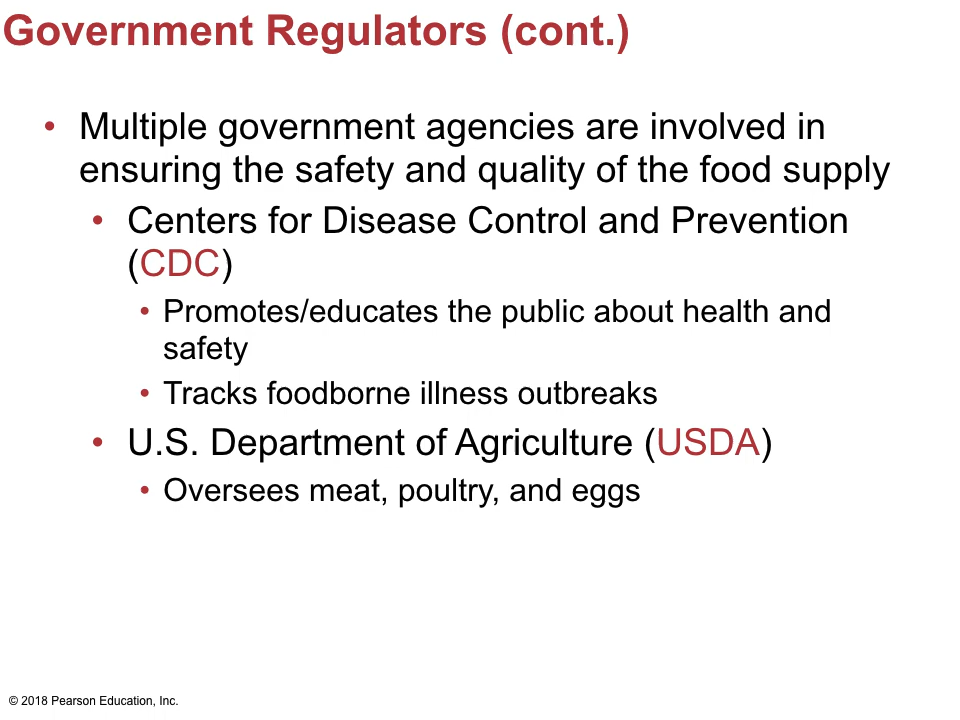 Government Regulators (cont.)
• Multiple government agencies are involved in
ensuring the safety and quality of the food supply
• Centers for Disease Control and Prevention
(CDC)
• Promotes/educates the public about health and
safety
• Tracks foodborne illness outbreaks
• U.S. Department of Agriculture (USDA)
• Oversees meat, poultry, and eggs
© 2018 Pearson Education, Inc.